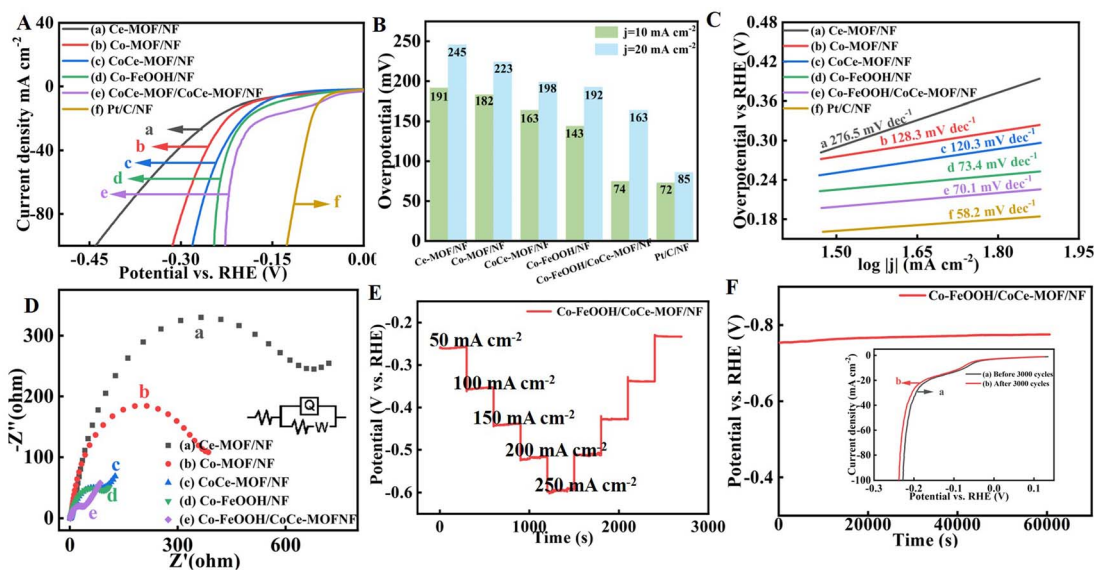 A
40
0
-40
-80
Current density mA cm⁻²
(a) Ce-MOF/NF
(b) Co-MOF/NF
(c) CoCe-MOF/NF
(d) Co-FeOOH/NF
(e) CoCeMOF/CoCe-MOF/NF
(f) Pt/C/NF
a
b
c
d
e
f
-0.45 -0.30 -0.15 0.00
Potential vs. RHE (V)
B
250
200
150
100
50
0
Overpotential (mV)
j=10 mA cm⁻²
j=20 mA cm⁻²
191 245
182 223
163 198
143 192
74 163
72 85
Ce-MOF/NF
Co-MOF/NF
CoCe-MOF/NF
Co-FeOOH/NF
Co-FeOOH/CoCe-MOF/NF
Pt/C/NF
C
0.48
0.42
0.36
0.30
0.24
0.18
Overpotential vs RHE (V)
(a) Ce-MOF/NF
(b) Co-MOF/NF
(c) CoCe-MOF/NF
(d) Co-FeOOH/NF
(e) Co-FeOOH/CoCe-MOF/NF
(f) Pt/C/NF
a 276.5 mV dec⁻¹
b 128.3 mV dec⁻¹
c 120.3 mV dec⁻¹
d 73.4 mV dec⁻¹
e 70.1 mV dec⁻¹
f 58.2 mV dec⁻¹
1.50 1.65 1.80 1.95
log |j| (mA cm⁻²)
D
300
200
100
0
-Z"(ohm)
a
b
c
d
e
Q
W
(a) Ce-MOF/NF
(b) Co-MOF/NF
(c) CoCe-MOF/NF
(d) Co-FeOOH/NF
(e) Co-FeOOH/CoCe-MOFNF
0 300 600
Z'(ohm)
E
-0.2
-0.3
-0.4
-0.5
-0.6
Potential (V vs. RHE)
Co-FeOOH/CoCe-MOF/NF
50 mA cm⁻²
100 mA cm⁻²
150 mA cm⁻²
200 mA cm⁻²
250 mA cm⁻²
0 1000 2000 3000
Time (s)
F
-0.8
-0.6
-0.4
Potential vs. RHE (V)
Co-FeOOH/CoCe-MOF/NF
0
-20
-40
-60
-80
-100
Current density (mA cm⁻²)
(a) Before 3000 cycles
(b) After 3000 cycles
b
a
-0.3 -0.2 -0.1 0.0 0.1
Potential vs. RHE (V)
0 20000 40000 60000
Time (s)